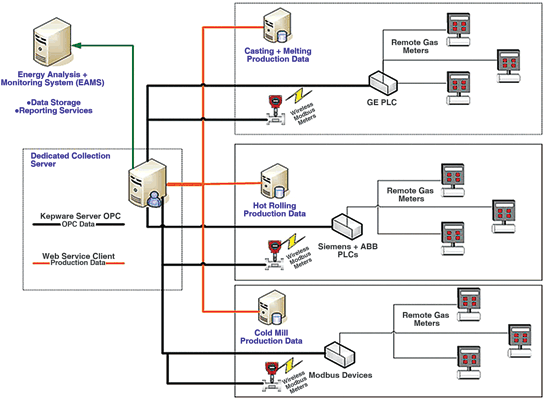 Energy Analysis +
Monitoring System (EAMS)
•Data Storage
•Reporting Services
Dedicated Collection
Server
Kepware Server OPC
OPC Data
Web Service Client
Production Data
Casting + Melting
Production Data
Remote Gas
Meters
GE PLC
Wireless
Modbus
Meters
Hot Rolling
Production Data
Remote Gas
Meters
Siemens + ABB
PLCs
Wireless
Modbus
Meters
Cold Mill
Production Data
Remote Gas
Meters
Modbus Devices
Wireless
Modbus
Meters